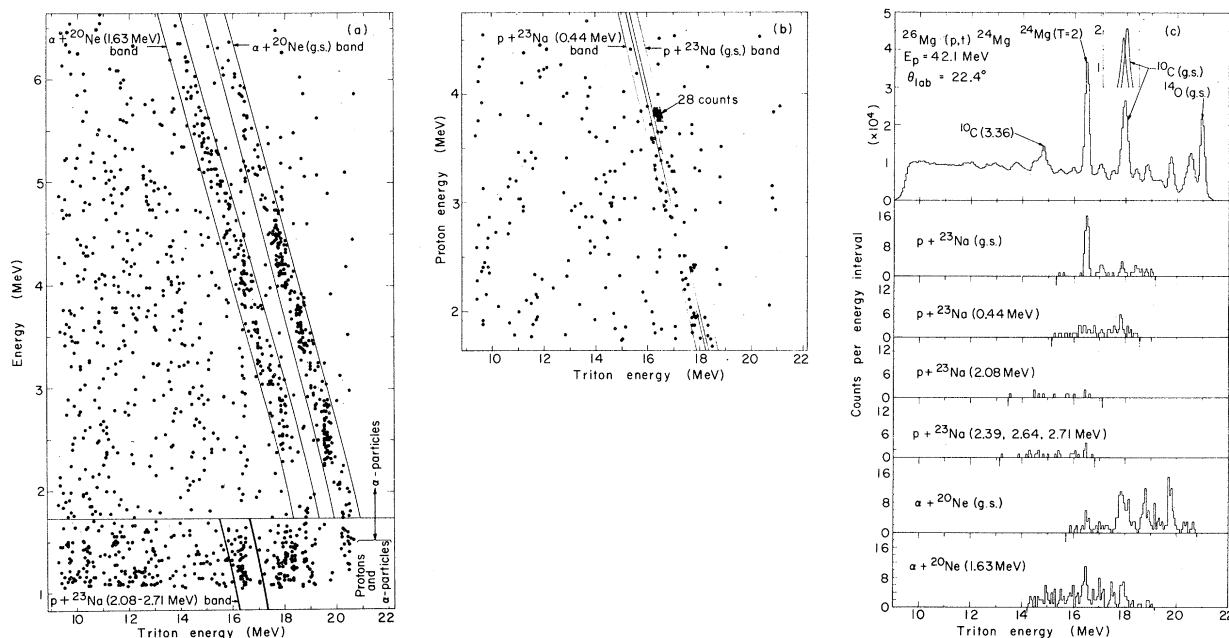 (a)
α + ²⁰Ne (1.63 MeV)
band
α + ²⁰Ne (g.s.) band
6
5
4
3
2
1
Energy (MeV)
α-particles
Protons
and
α-particles
p + ²³Na (2.08-2.71 MeV) band
10 12 14 16 18 20 22
Triton energy (MeV)
(b)
p + ²³Na (0.44 MeV)
band
p + ²³Na (g.s.) band
28 counts
4
3
2
Proton energy (MeV)
10 12 14 16 18 20 22
Triton energy (MeV)
(c)
²⁶Mg (p,t) ²⁴Mg
Eₚ = 42.1 MeV
θlab = 22.4°
²⁴Mg (T=2)
2
1
¹⁰C (g.s.)
¹⁴O (g.s.)
¹⁰C (3.36)
5
4
3
2
1
0
(×10⁴)
p + ²³Na (g.s.)
16
8
0
p + ²³Na (0.44 MeV)
12
6
0
p + ²³Na (2.08 MeV)
12
6
0
p + ²³Na (2.39, 2.64, 2.71 MeV)
12
6
0
α + ²⁰Ne (g.s.)
16
8
0
α + ²⁰Ne (1.63 MeV)
16
8
0
Counts per energy interval
10 12 14 16 18 20 22
Triton energy (MeV)